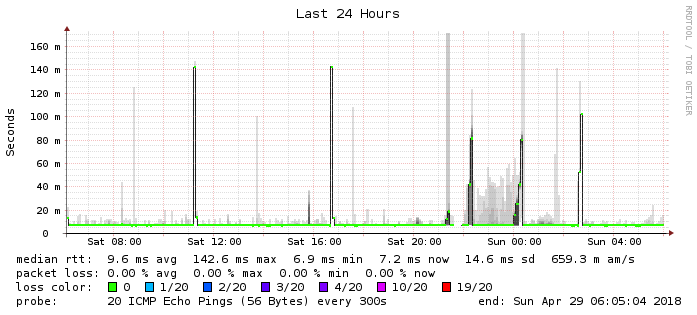 Last 24 Hours
RRDTOOL / TOBI OETIKER
Seconds
160 m
140 m
120 m
100 m
80 m
60 m
40 m
20 m
0
Sat 08:00 Sat 12:00 Sat 16:00 Sat 20:00 Sun 00:00 Sun 04:00
median rtt: 9.6 ms avg 142.6 ms max 6.9 ms min 7.2 ms now 14.6 ms sd 659.3 m am/s
packet loss: 0.00 % avg 0.00 % max 0.00 % min 0.00 % now
loss color: 0 1/20 2/20 3/20 4/20 10/20 19/20
probe: 20 ICMP Echo Pings (56 Bytes) every 300s end: Sun Apr 29 06:05:04 2018